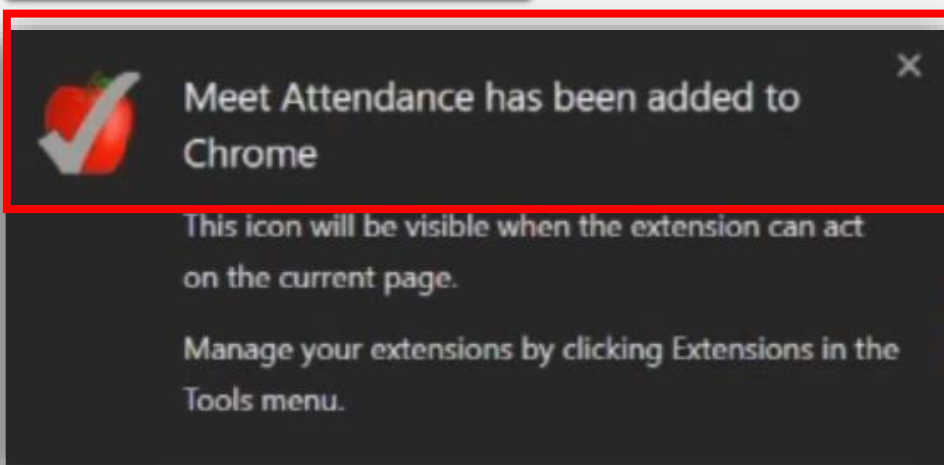 Meet Attendance has been added to
Chrome
This icon will be visible when the extension can act
on the current page.
Manage your extensions by clicking Extensions in the
Tools menu.